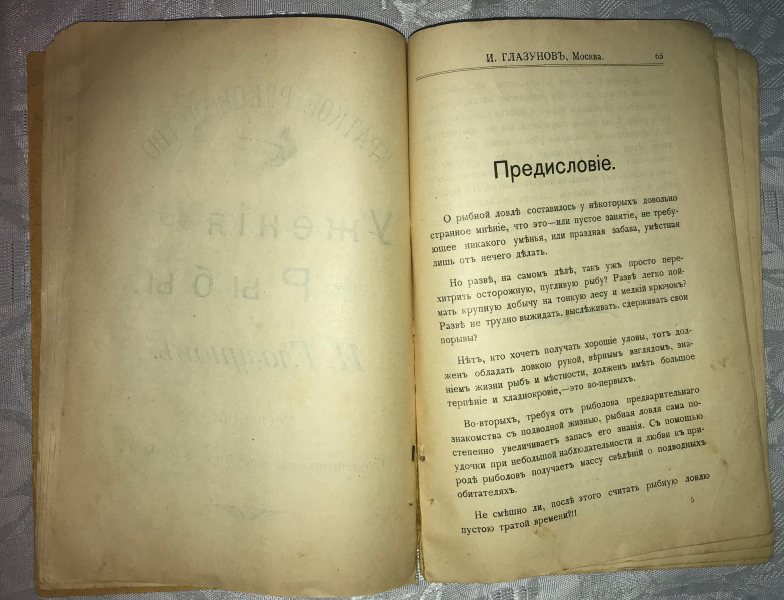 КРАТКОЕ РУКОВОДСТВО
Уженія
Рыбы.
И. Глазуновъ.
И. ГЛАЗУНОВЪ, Москва. 65
Предисловіе.
О рыбной ловлѣ составилось у нѣкоторыхъ довольно
странное мнѣніе, что это—или пустое занятіе, не требу-
ющее никакого умѣнья, или праздная забава, умѣстная
лишь отъ нечего дѣлать.
Но развѣ, на самомъ дѣлѣ, такъ ужъ просто пере-
хитрить осторожную, пугливую рыбу? Развѣ легко пой-
мать крупную добычу на тонкую лесу и мелкій крючокъ?
Развѣ не трудно выжидать, выслѣживать, сдерживать свои
порывы?
Нѣтъ, кто хочетъ получать хорошіе уловы, тотъ дол-
женъ обладать ловкою рукой, вѣрнымъ взглядомъ, зна-
ніемъ жизни рыбъ и мѣстности, долженъ имѣть большое
терпѣніе и хладнокровіе,—это во-первыхъ.
Во-вторыхъ, требуя отъ рыболова предварительнаго
знакомства съ подводной жизнью, рыбная ловля сама по-
степенно увеличиваетъ запасъ его знанія. Съ помощью
удочки при небольшой наблюдательности и любви къ при-
родѣ рыболовъ получаетъ массу свѣдѣній о подводныхъ
обитателяхъ.
Не смѣшно ли, послѣ этого считать рыбную ловлю
пустою тратой времени?!!
5